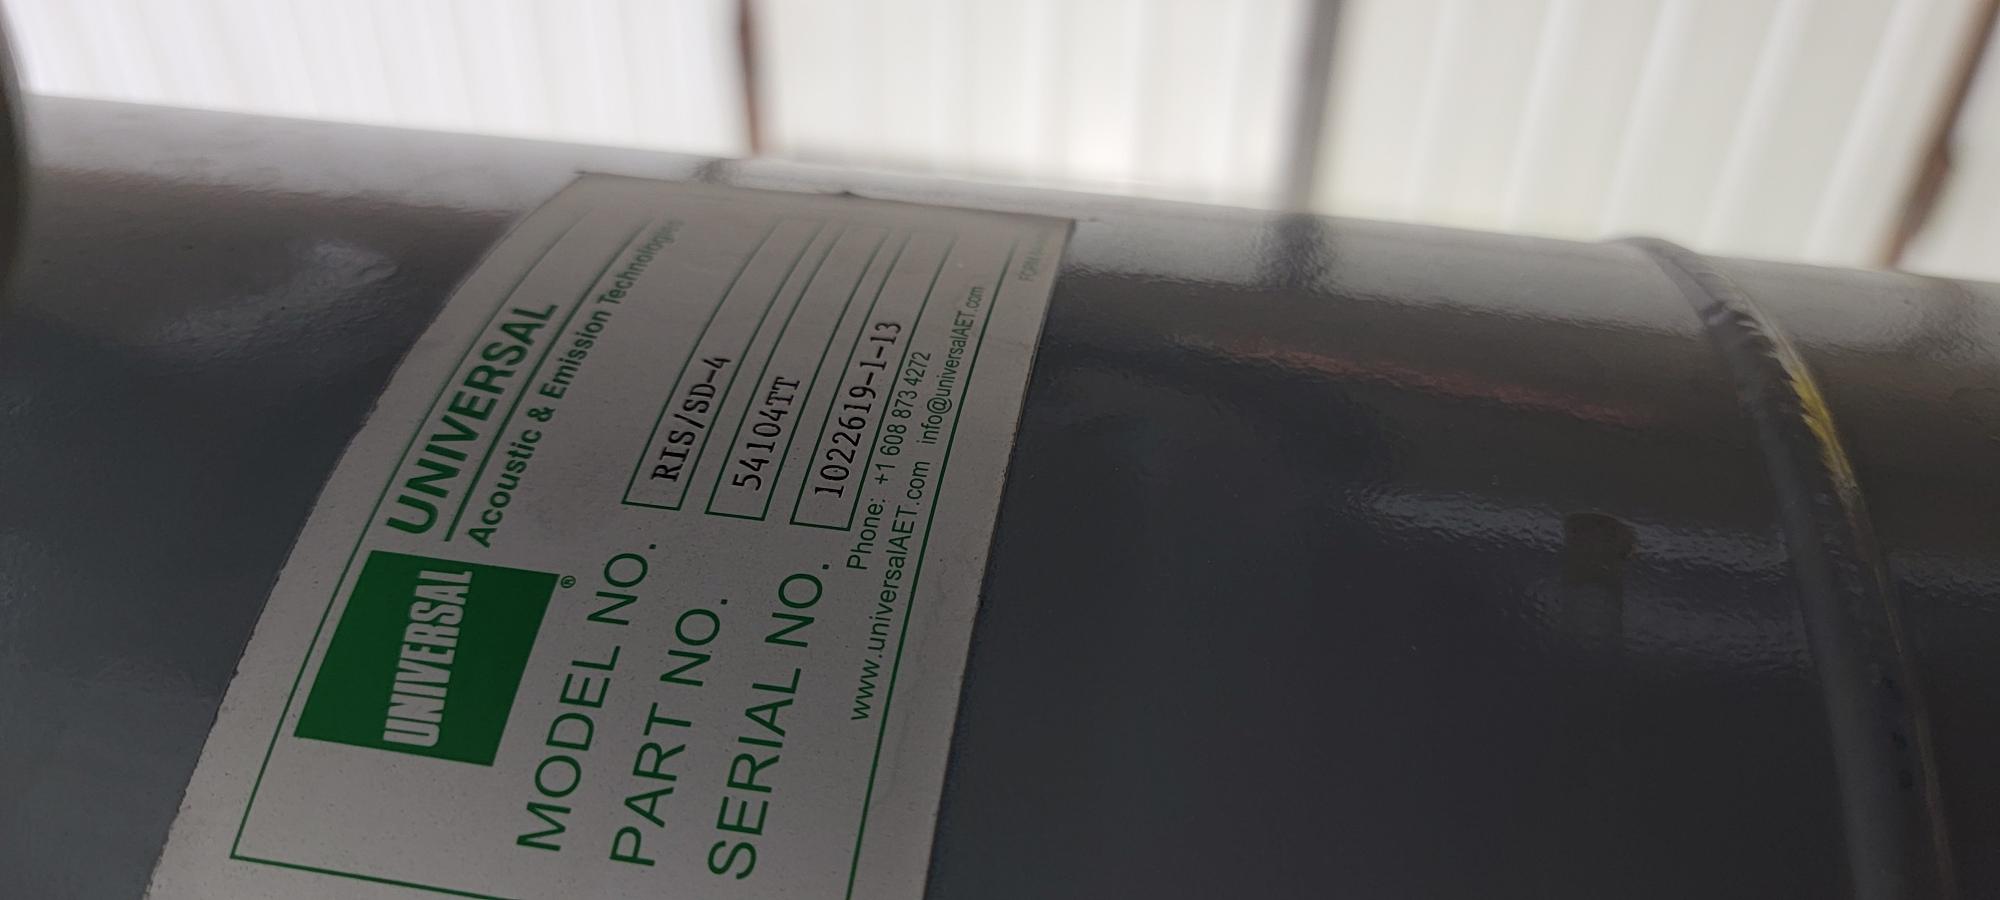 UNIVERSAL
®
UNIVERSAL
Acoustic & Emission Technologies
MODEL NO. RIS/SD-4
PART NO. 54104TT
SERIAL NO. 1022619-1-13
Phone: +1 608 873 4272
www.universalAET.com info@universalAET.com
FORM